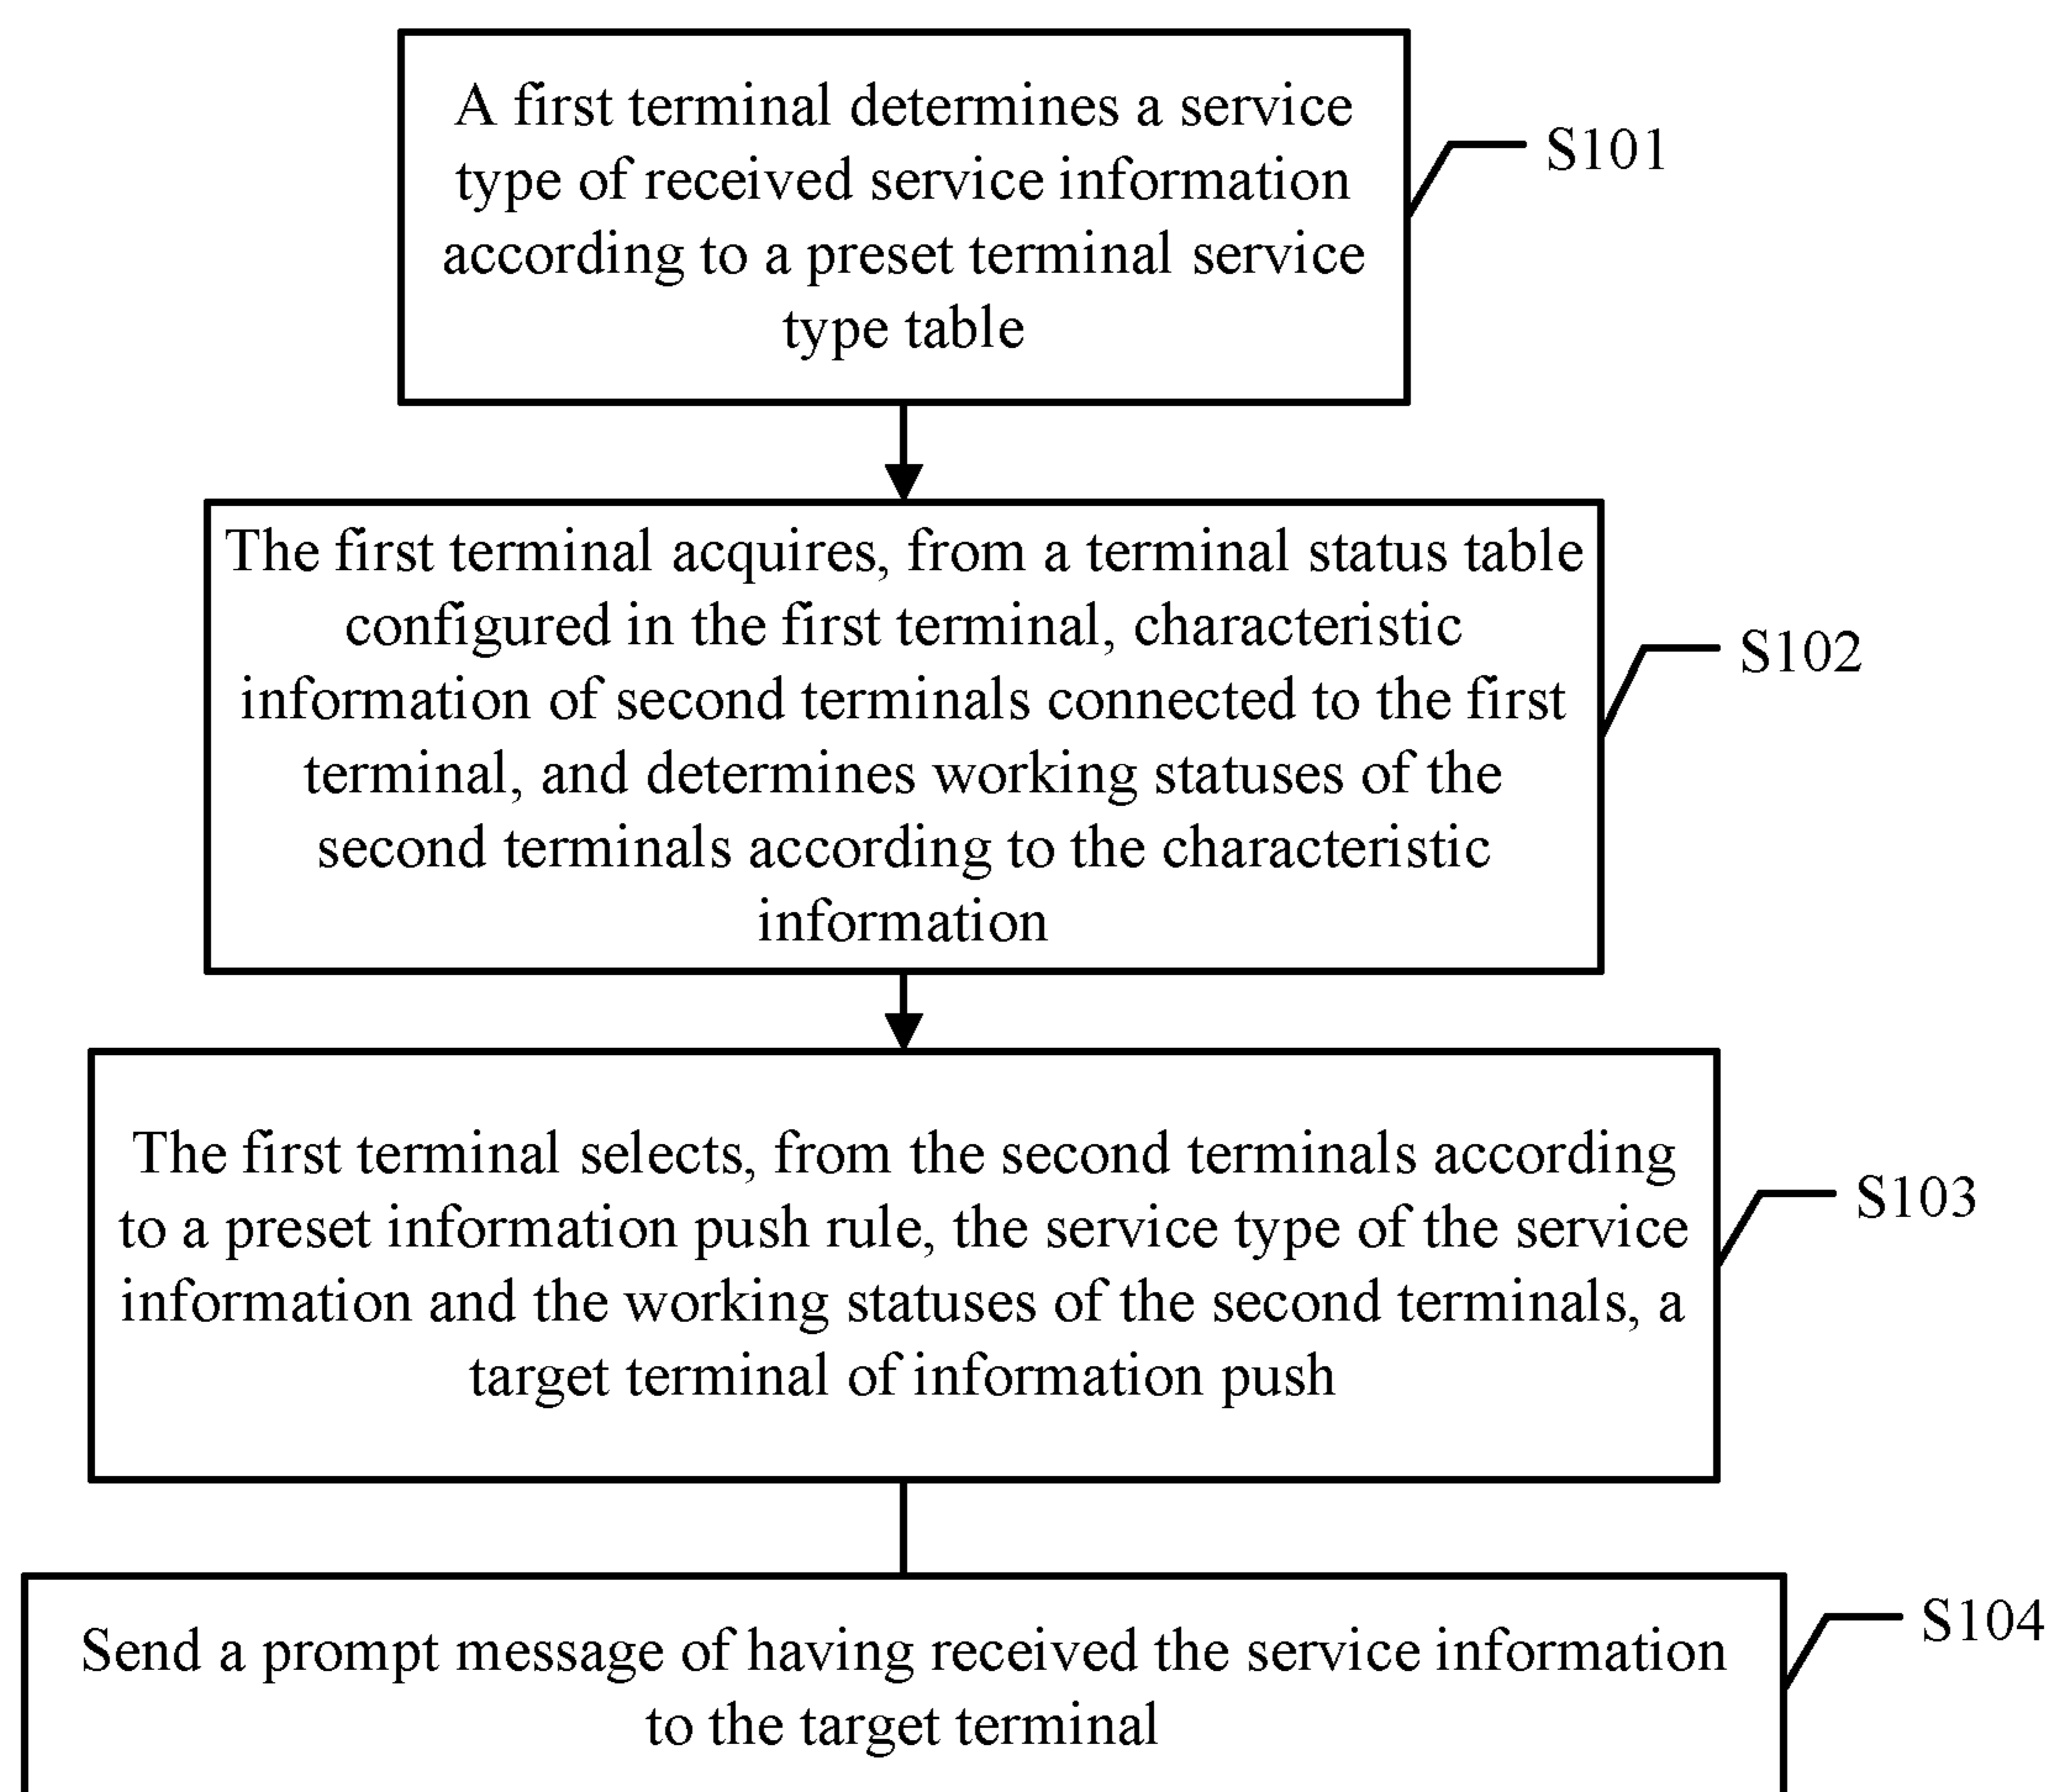 A first terminal determines a service
type of received service information
according to a preset terminal service
type table
S101
The first terminal acquires, from a terminal status table
configured in the first terminal, characteristic
information of second terminals connected to the first
terminal, and determines working statuses of the
second terminals according to the characteristic
information
S102
The first terminal selects, from the second terminals according
to a preset information push rule, the service type of the service
information and the working statuses of the second terminals, a
target terminal of information push
S103
Send a prompt message of having received the service information
to the target terminal
S104